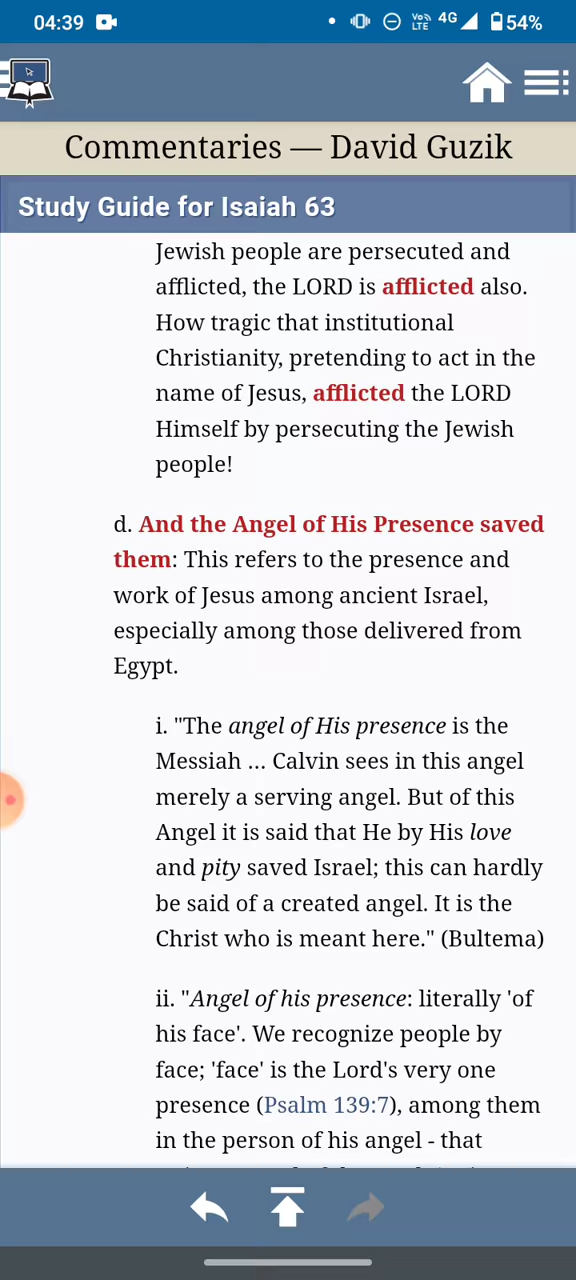 04:39
Vo)) LTE 4G 54%
Commentaries — David Guzik
Study Guide for Isaiah 63
Jewish people are persecuted and
afflicted, the LORD is afflicted also.
How tragic that institutional
Christianity, pretending to act in the
name of Jesus, afflicted the LORD
Himself by persecuting the Jewish
people!
d. And the Angel of His Presence saved
them: This refers to the presence and
work of Jesus among ancient Israel,
especially among those delivered from
Egypt.
i. "The angel of His presence is the
Messiah … Calvin sees in this angel
merely a serving angel. But of this
Angel it is said that He by His love
and pity saved Israel; this can hardly
be said of a created angel. It is the
Christ who is meant here." (Bultema)
ii. "Angel of his presence: literally 'of
his face'. We recognize people by
face; 'face' is the Lord's very one
presence (Psalm 139:7), among them
in the person of his angel - that